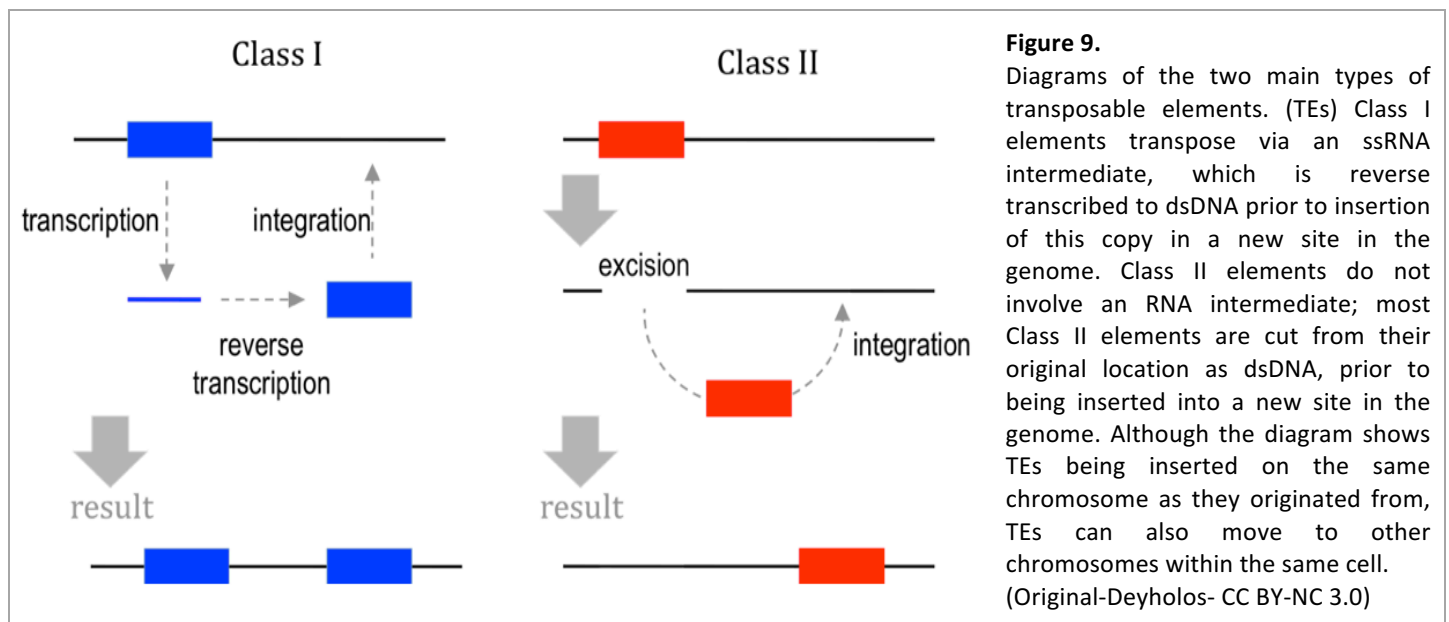 Class I
transcription
integration
reverse
transcription
result
Class II
excision
integration
result
Figure 9.
Diagrams of the two main types of
transposable elements. (TEs) Class I
elements transpose via an ssRNA
intermediate, which is reverse
transcribed to dsDNA prior to insertion
of this copy in a new site in the
genome. Class II elements do not
involve an RNA intermediate; most
Class II elements are cut from their
original location as dsDNA, prior to
being inserted into a new site in the
genome. Although the diagram shows
TEs being inserted on the same
chromosome as they originated from,
TEs can also move to other
chromosomes within the same cell.
(Original-Deyholos- CC BY-NC 3.0)